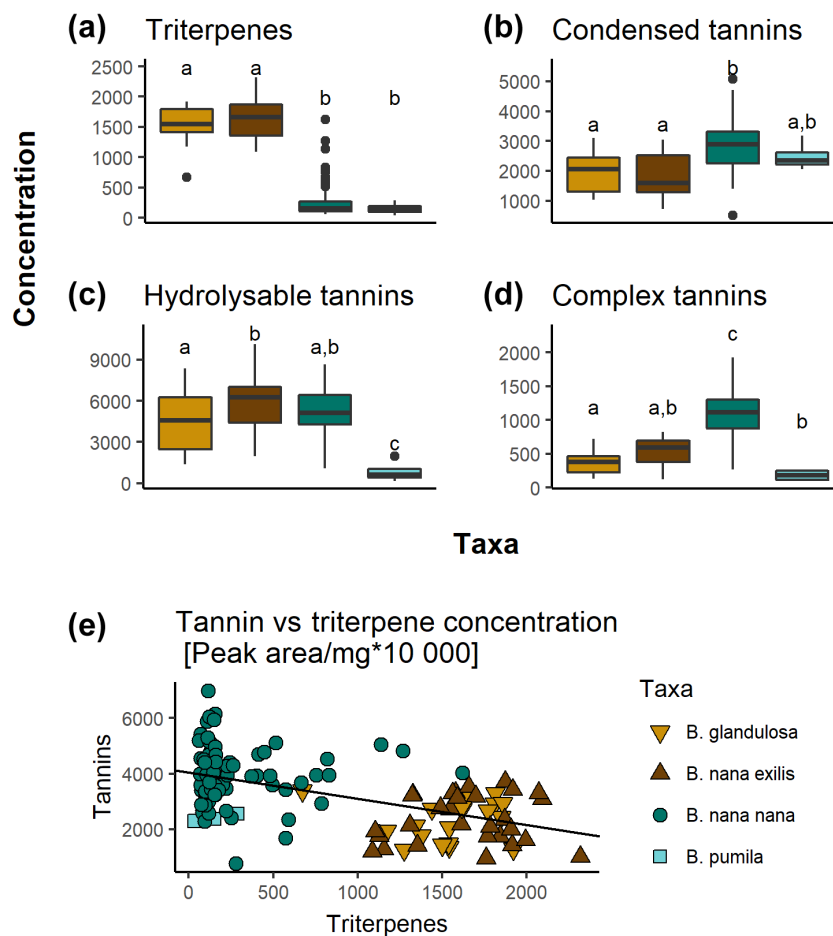 (a) Triterpenes
2500
2000
1500
1000
500
0
a a b b
(b) Condensed tannins
5000
4000
3000
2000
1000
a a b a,b
Concentration
(c) Hydrolysable tannins
9000
6000
3000
0
a b a,b c
(d) Complex tannins
2000
1500
1000
500
0
a a,b c b
Taxa
(e) Tannin vs triterpene concentration
[Peak area/mg*10 000]
Tannins
6000
4000
2000
0 500 1000 1500 2000
Triterpenes
Taxa
B. glandulosa
B. nana exilis
B. nana nana
B. pumila